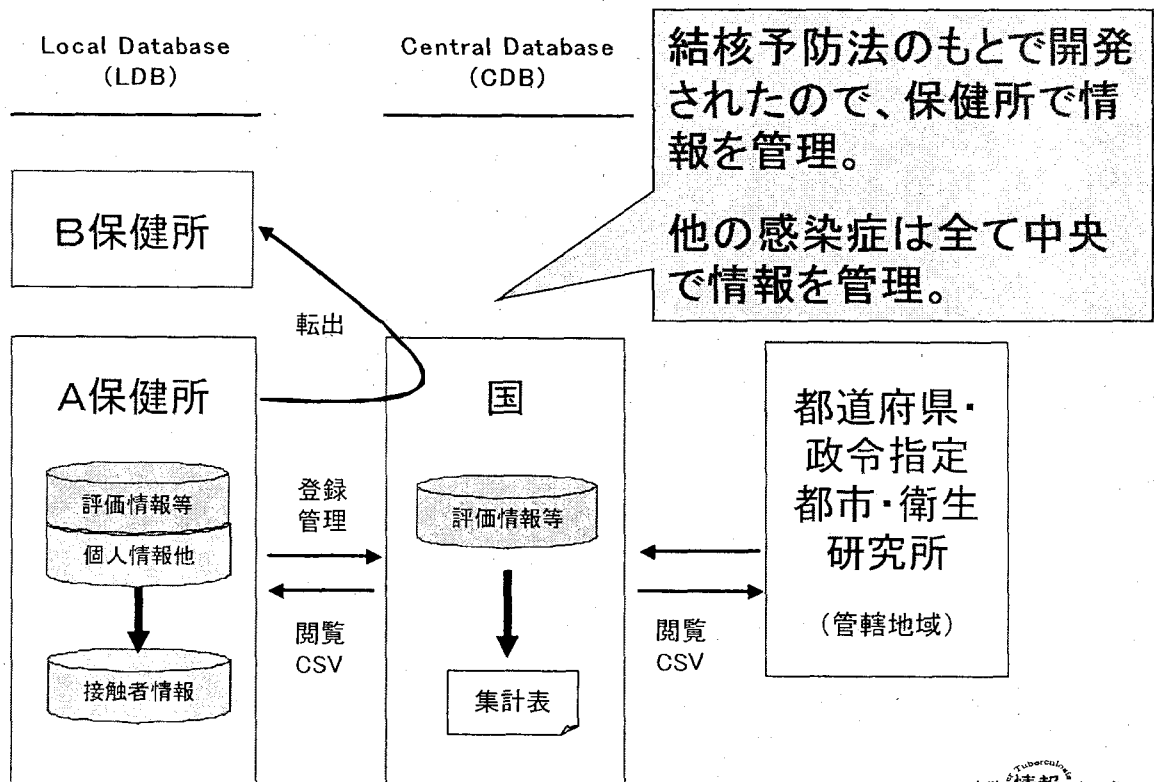 Local Database
(LDB)
Central Database
(CDB)
結核予防法のもとで開発
されたので、保健所で情
報を管理。
他の感染症は全て中央
で情報を管理。
B保健所
転出
A保健所
評価情報等
個人情報他
接触者情報
登録
管理
閲覧
CSV
国
評価情報等
集計表
閲覧
CSV
都道府県・
政令指定
都市・衛生
研究所
(管轄地域)
Tuberculosis
情報